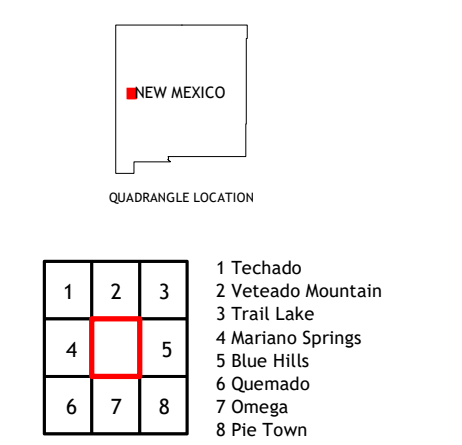 NEW MEXICO
QUADRANGLE LOCATION
1 2 3
4 5
6 7 8
1 Techado
2 Veteado Mountain
3 Trail Lake
4 Mariano Springs
5 Blue Hills
6 Quemado
7 Omega
8 Pie Town